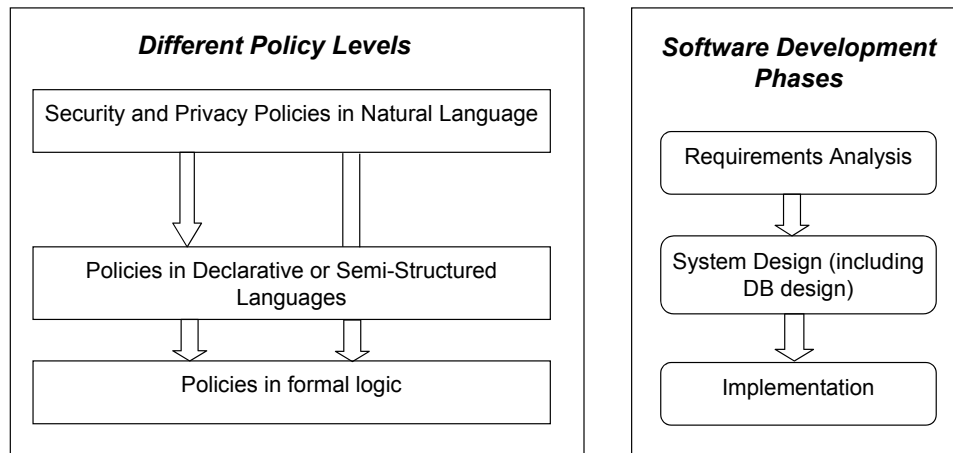 Different Policy Levels
Security and Privacy Policies in Natural Language
Policies in Declarative or Semi-Structured
Languages
Policies in formal logic
Software Development
Phases
Requirements Analysis
System Design (including
DB design)
Implementation